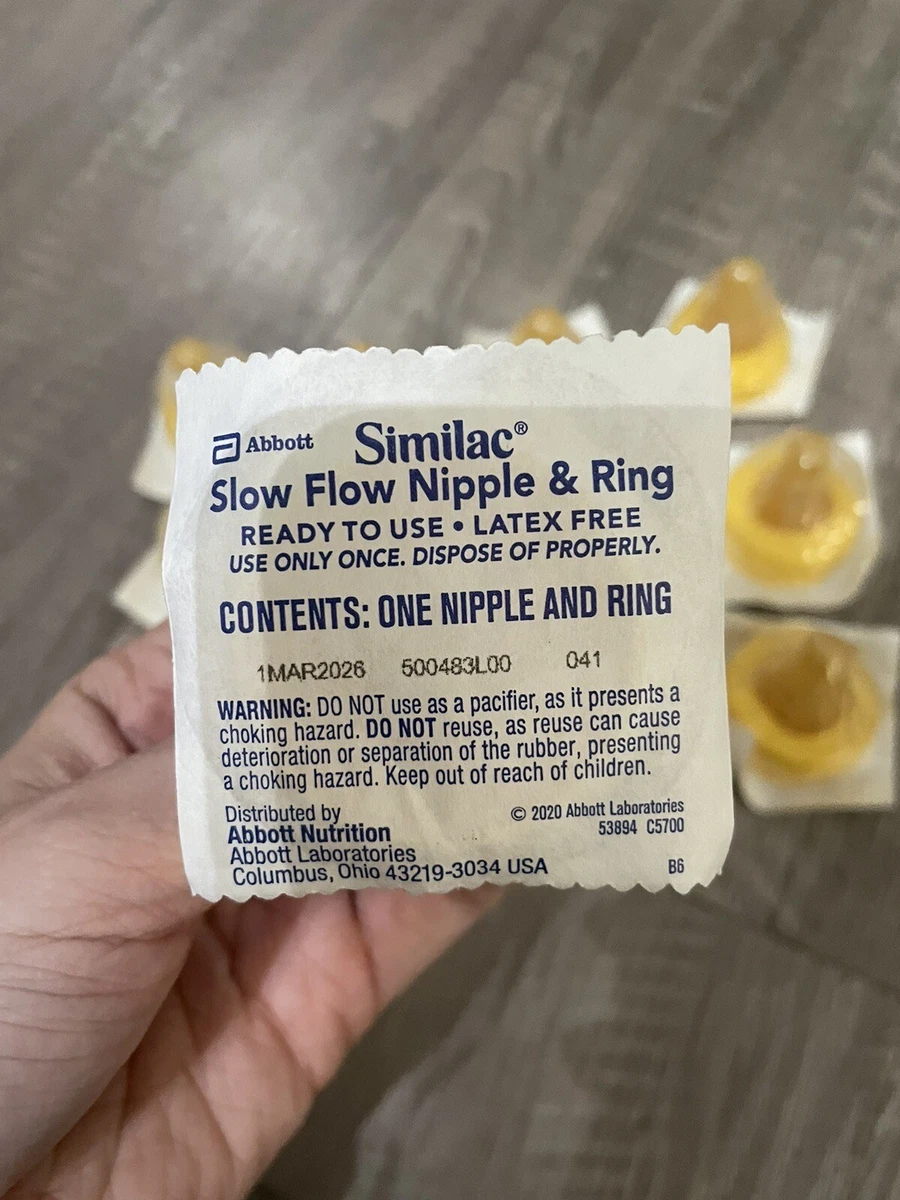 Abbott Similac®
Slow Flow Nipple & Ring
READY TO USE • LATEX FREE
USE ONLY ONCE. DISPOSE OF PROPERLY.
CONTENTS: ONE NIPPLE AND RING
1MAR2026 500483L00 041
WARNING: DO NOT use as a pacifier, as it presents a
choking hazard. DO NOT reuse, as reuse can cause
deterioration or separation of the rubber, presenting
a choking hazard. Keep out of reach of children.
Distributed by
Abbott Nutrition
Abbott Laboratories
Columbus, Ohio 43219-3034 USA
© 2020 Abbott Laboratories
53894 C5700
B6